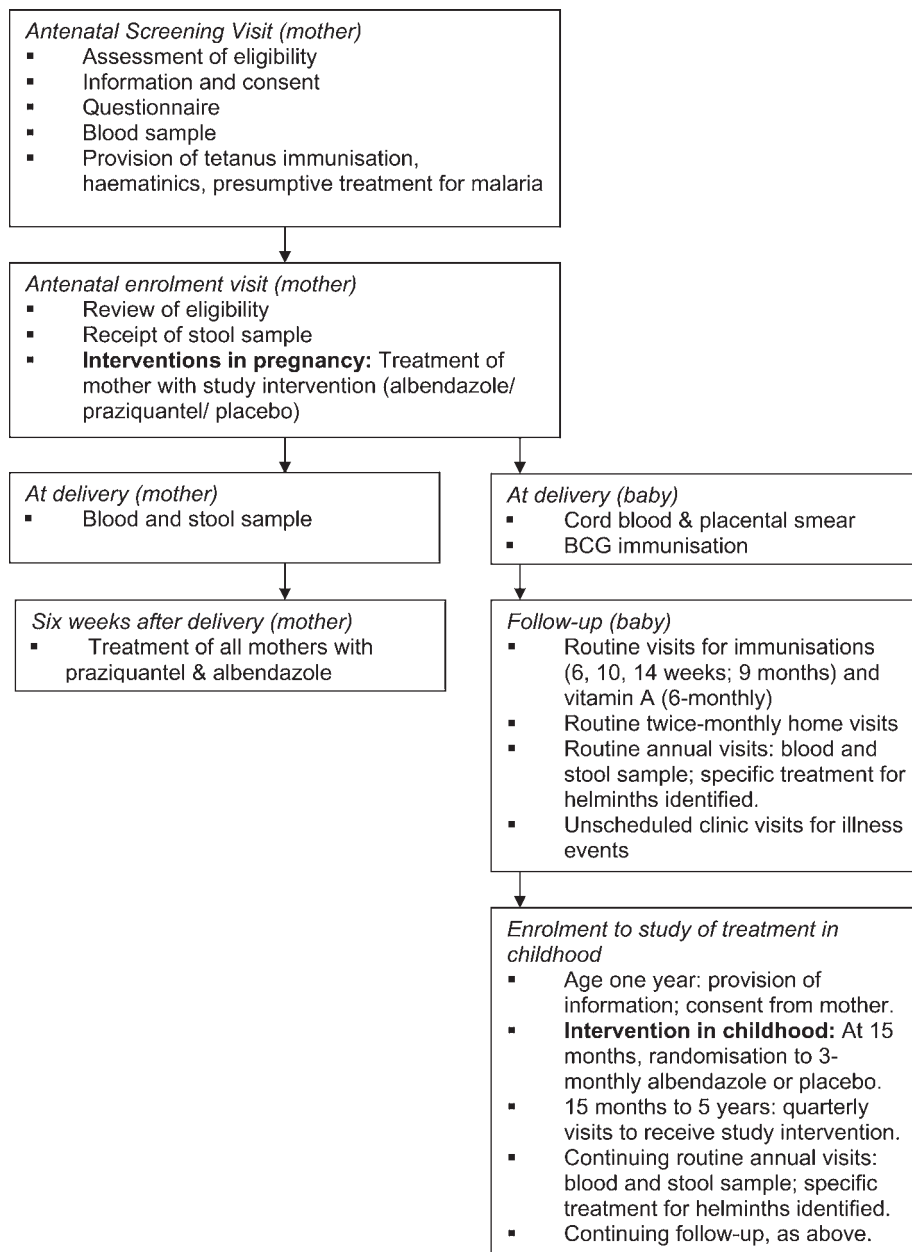 Antenatal Screening Visit (mother)
▪ Assessment of eligibility
▪ Information and consent
▪ Questionnaire
▪ Blood sample
▪ Provision of tetanus immunisation,
haematinics, presumptive treatment for malaria
Antenatal enrolment visit (mother)
▪ Review of eligibility
▪ Receipt of stool sample
▪ Interventions in pregnancy: Treatment of
mother with study intervention (albendazole/
praziquantel/ placebo)
At delivery (mother)
▪ Blood and stool sample
Six weeks after delivery (mother)
▪ Treatment of all mothers with
praziquantel & albendazole
At delivery (baby)
▪ Cord blood & placental smear
▪ BCG immunisation
Follow-up (baby)
▪ Routine visits for immunisations
(6, 10, 14 weeks; 9 months) and
vitamin A (6-monthly)
▪ Routine twice-monthly home visits
▪ Routine annual visits: blood and
stool sample; specific treatment for
helminths identified.
▪ Unscheduled clinic visits for illness
events
Enrolment to study of treatment in
childhood
▪ Age one year: provision of
information; consent from mother.
▪ Intervention in childhood: At 15
months, randomisation to 3-
monthly albendazole or placebo.
▪ 15 months to 5 years: quarterly
visits to receive study intervention.
▪ Continuing routine annual visits:
blood and stool sample; specific
treatment for helminths identified.
▪ Continuing follow-up, as above.